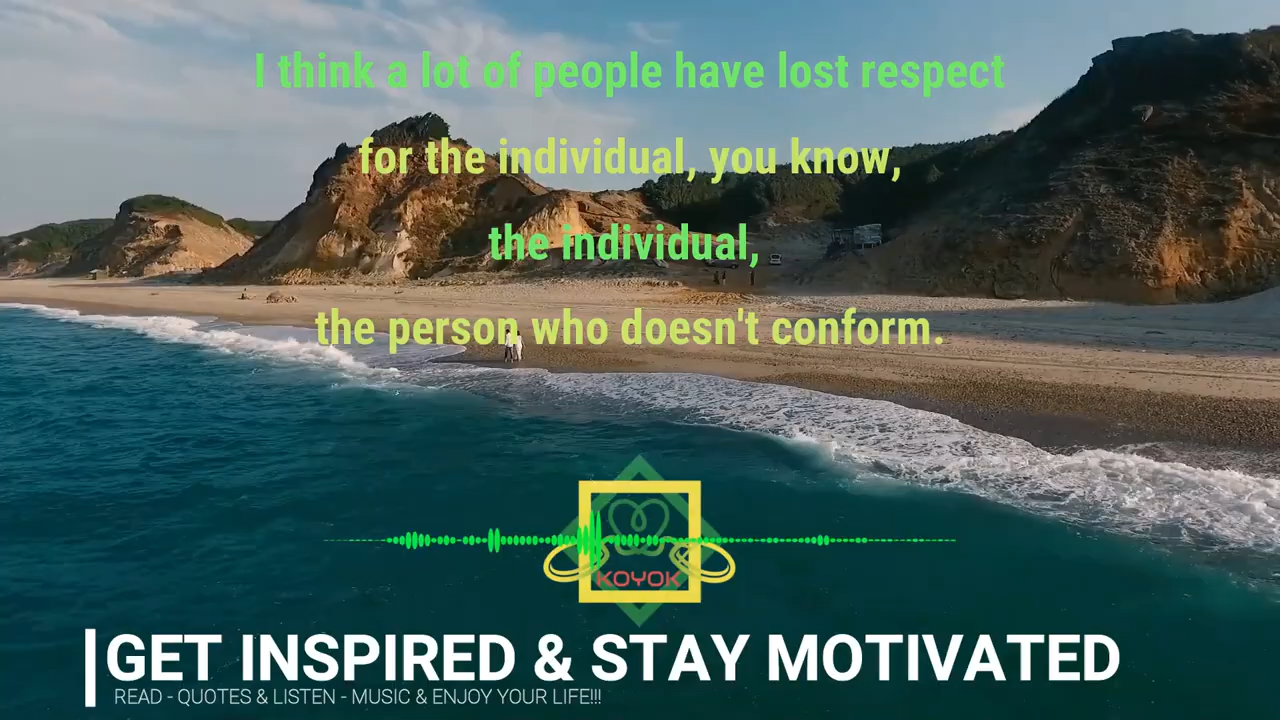 I think a lot of people have lost respect
for the individual, you know,
the individual,
the person who doesn't conform.
KOYOK
GET INSPIRED & STAY MOTIVATED
READ - QUOTES & LISTEN - MUSIC & ENJOY YOUR LIFE!!!